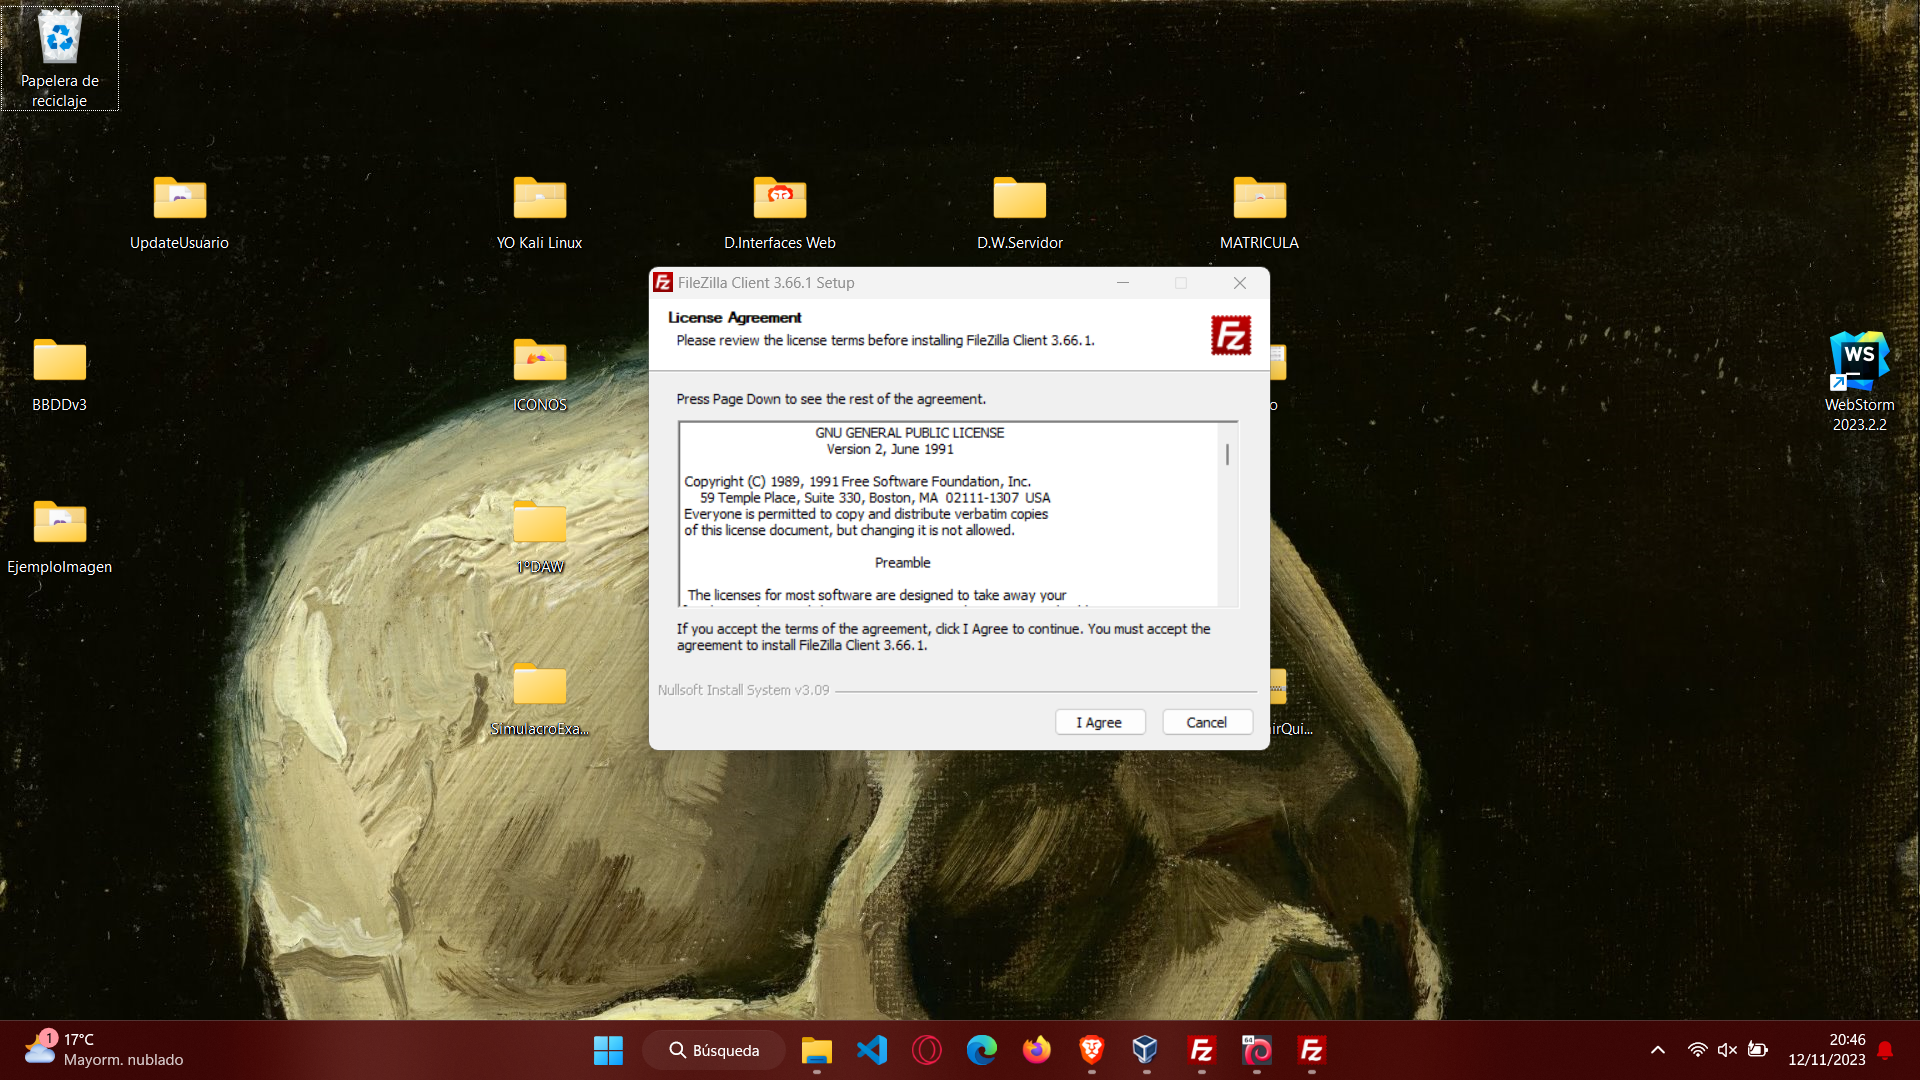 Papelera de
reciclaje
UpdateUsuario
YO Kali Linux
D.Interfaces Web
D.W.Servidor
MATRICULA
FileZilla Client 3.66.1 Setup
License Agreement
Please review the license terms before installing FileZilla Client 3.66.1.
Press Page Down to see the rest of the agreement.
GNU GENERAL PUBLIC LICENSE
Version 2, June 1991
Copyright (C) 1989, 1991 Free Software Foundation, Inc.
59 Temple Place, Suite 330, Boston, MA 02111-1307 USA
Everyone is permitted to copy and distribute verbatim copies
of this license document, but changing it is not allowed.
Preamble
The licenses for most software are designed to take away your
If you accept the terms of the agreement, click I Agree to continue. You must accept the
agreement to install FileZilla Client 3.66.1.
Nullsoft Install System v3.09
I Agree
Cancel
BBDDv3
ICONOS
o
WS
WebStorm
2023.2.2
EjemploImagen
1ºDAW
SimulacroExa...
irQui...
1
17°C
Mayorm. nublado
Búsqueda
64
20:46
12/11/2023